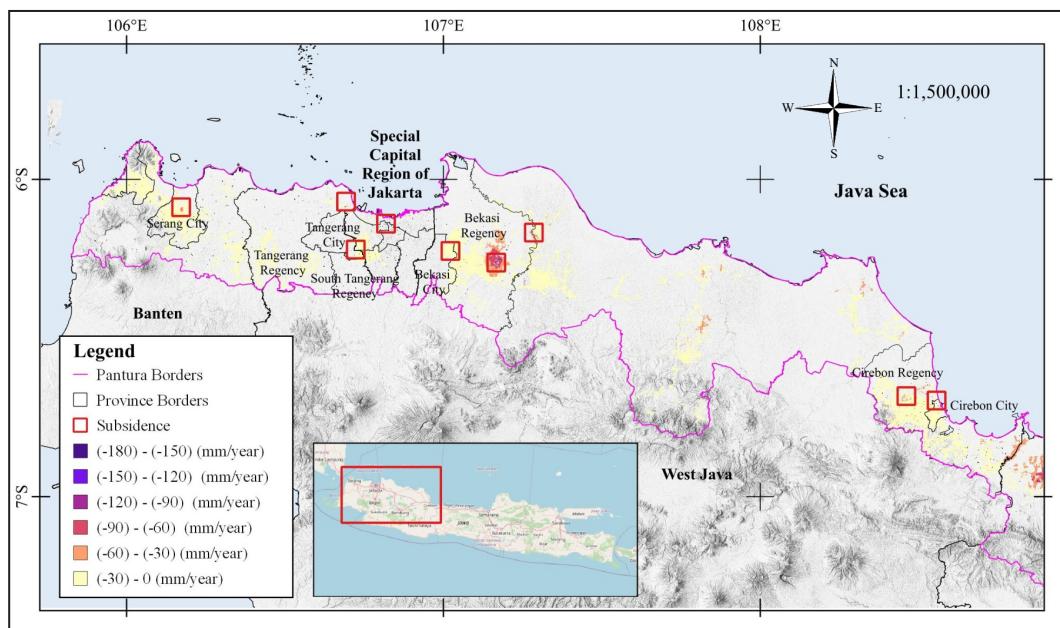 106°E
107°E
108°E
N
W
E
S
1:1,500,000
Special
Capital
Region of
Jakarta
6°S
Java Sea
Serang City
Tangerang
City
Bekasi
Regency
Tangerang
Regency
South Tangerang
Regency
Bekasi
City
Banten
Cirebon Regency
Cirebon City
West Java
7°S
Legend
Pantura Borders
Province Borders
Subsidence
(-180) - (-150) (mm/year)
(-150) - (-120) (mm/year)
(-120) - (-90) (mm/year)
(-90) - (-60) (mm/year)
(-60) - (-30) (mm/year)
(-30) - 0 (mm/year)